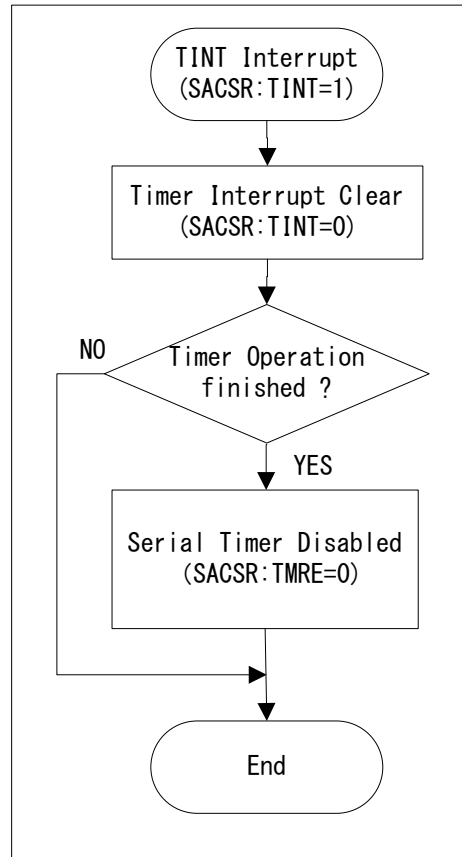 TINT Interrupt
(SACSR:TINT=1)
Timer Interrupt Clear
(SACSR:TINT=0)
NO
Timer Operation
finished ?
YES
Serial Timer Disabled
(SACSR:TMRE=0)
End